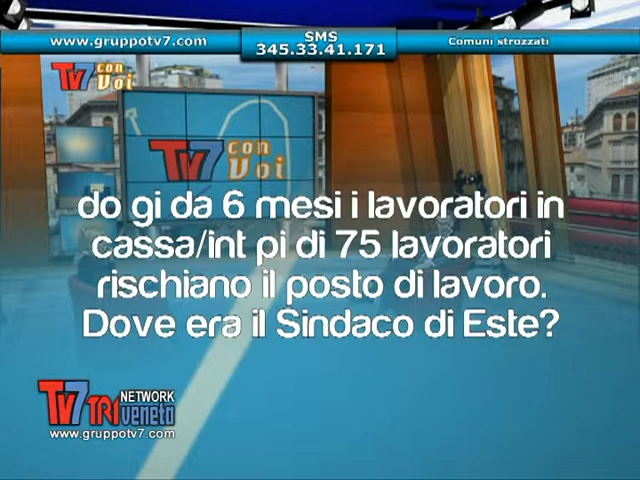 www.gruppotv7.com
SMS
345.33.41.171
Comuni strozzati
TV7 con Voi
TV7 con Voi
do gi da 6 mesi i lavoratori in
cassa/int pi di 75 lavoratori
rischiano il posto di lavoro.
Dove era il Sindaco di Este?
TV7 TRIveneta NETWORK
www.gruppotv7.com